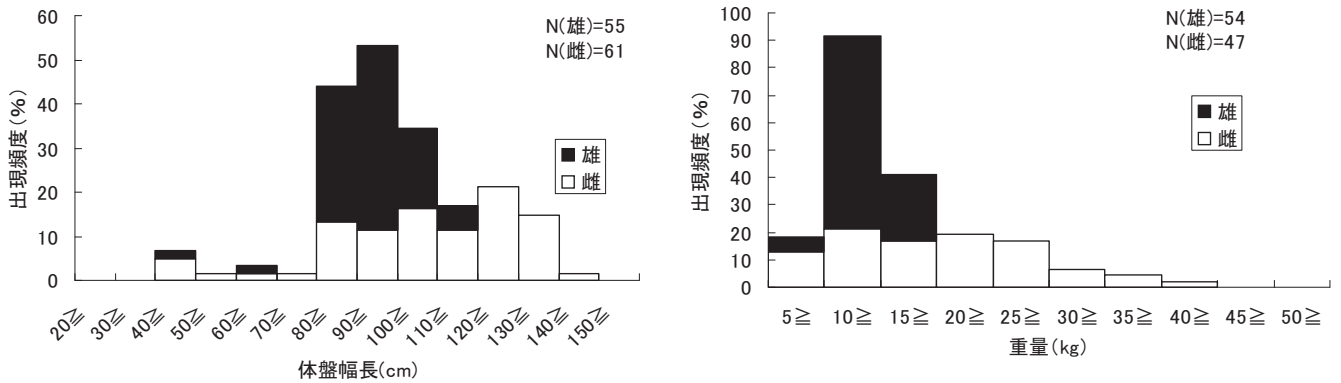 60
50
40
30
20
10
0
出現頻度(%)
N(雄)=55
N(雌)=61
雄
雌
20≧
30≧
40≧
50≧
60≧
70≧
80≧
90≧
100≧
110≧
120≧
130≧
140≧
150≧
体盤幅長(cm)
100
90
80
70
60
50
40
30
20
10
0
出現頻度(%)
N(雄)=54
N(雌)=47
雄
雌
5≧ 10≧ 15≧ 20≧ 25≧ 30≧ 35≧ 40≧ 45≧ 50≧
重量(kg)